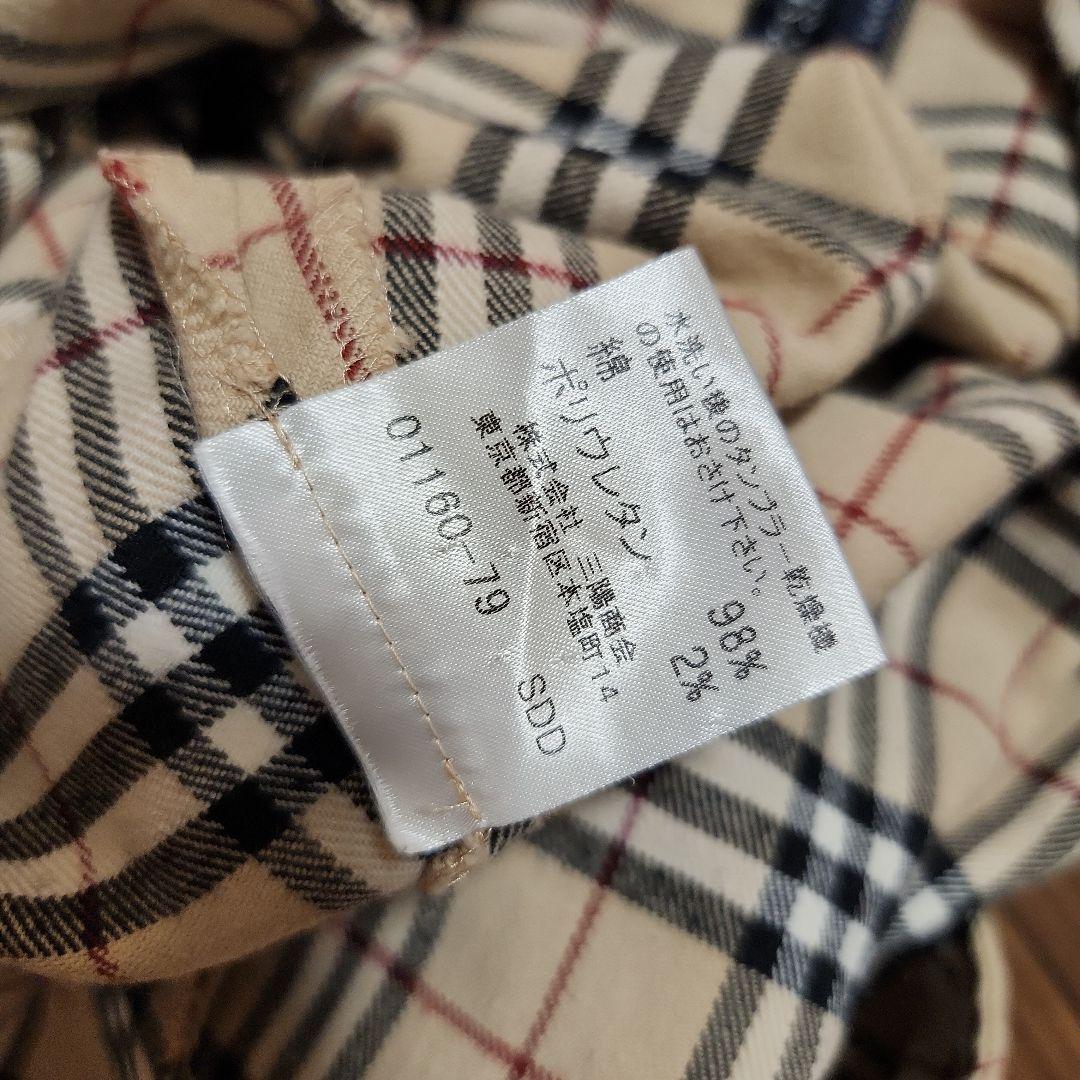 水洗い後のタンブラー乾燥機
の使用はおさけ下さい。
綿 98%
ポリウレタン 2%
株式会社 三陽商会
東京都新宿区本塩町14
01160-79 SDD